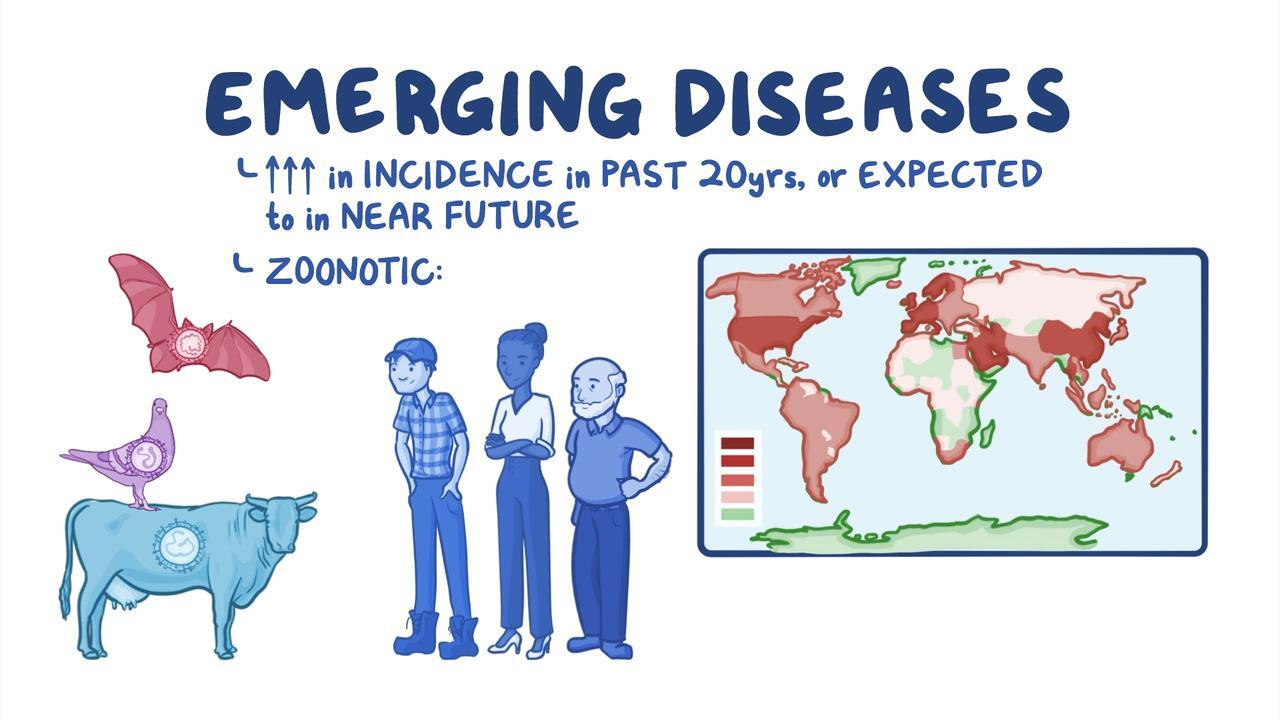 EMERGING DISEASES
↑↑↑ in INCIDENCE in PAST 20yrs, or EXPECTED
to in NEAR FUTURE
ZOONOTIC: